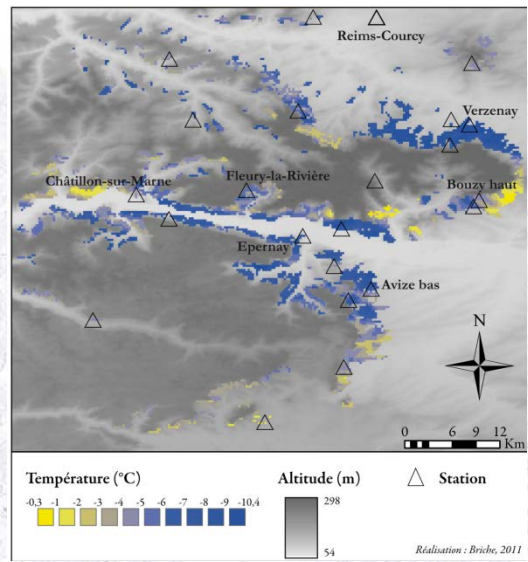 Reims-Courcy
Verzenay
Châtillon-sur-Marne
Fleury-la-Rivière
Bouzy haut
Epernay
Avize bas
N
0 6 9 12
Km
Température (°C)
-0,3 -1 -2 -3 -4 -5 -6 -7 -8 -9 -10,4
Altitude (m)
298
54
Station
Réalisation : Briche, 2011